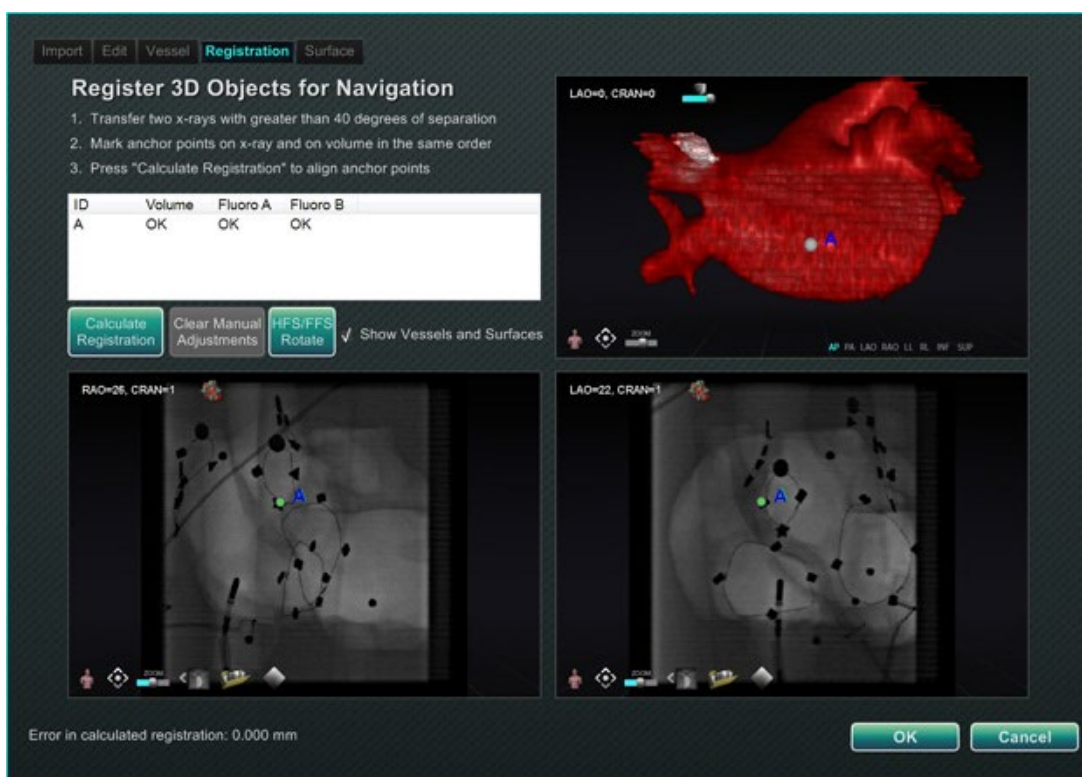 Import Edit Vessel Registration Surface
Register 3D Objects for Navigation
1. Transfer two x-rays with greater than 40 degrees of separation
2. Mark anchor points on x-ray and on volume in the same order
3. Press "Calculate Registration" to align anchor points
ID Volume Fluoro A Fluoro B
A OK OK OK
Calculate
Registration
Clear Manual
Adjustments
HFS/FFS
Rotate
Show Vessels and Surfaces
LAO=0, CRAN=0
A
ZOOM
AP PA LAO RAO LL RL INF SUP
RAO=26, CRAN=1
A
ZOOM
LAO=22, CRAN=1
A
ZOOM
Error in calculated registration: 0.000 mm
OK
Cancel